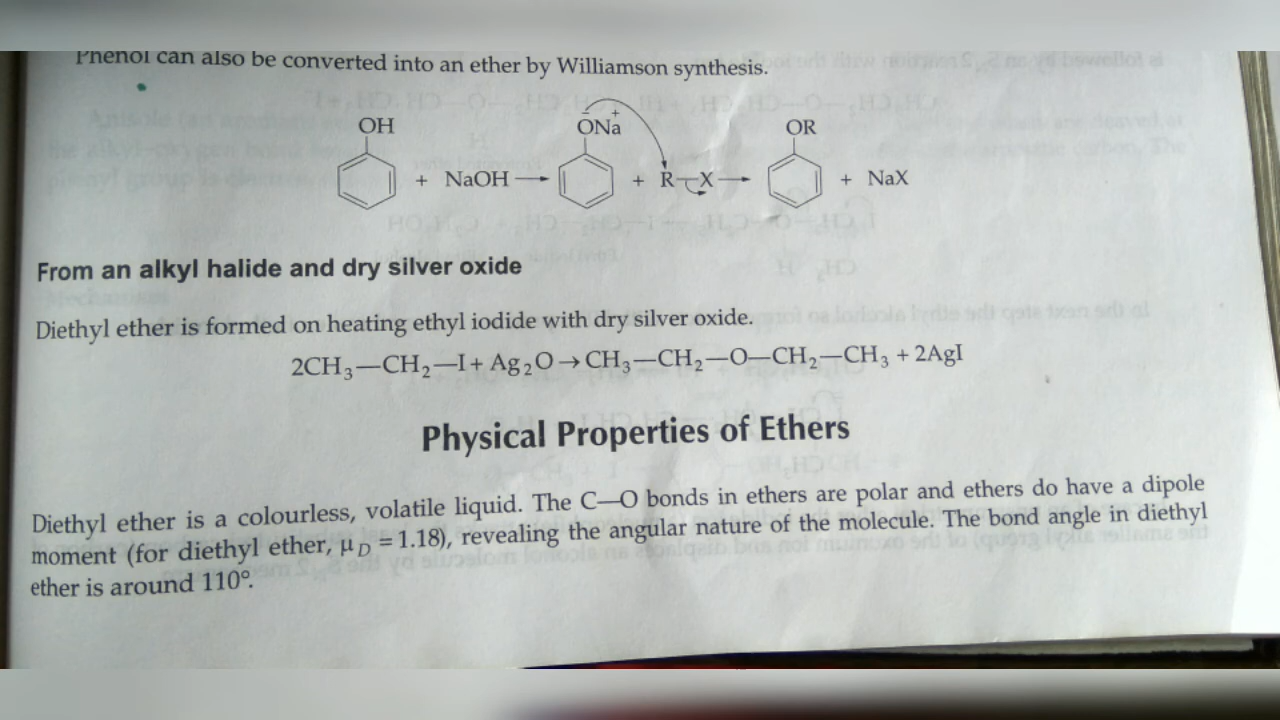 Phenol can also be converted into an ether by Williamson synthesis.
OH ŌNa⁺ OR
+ NaOH → + R—X → + NaX
From an alkyl halide and dry silver oxide
Diethyl ether is formed on heating ethyl iodide with dry silver oxide.
2CH₃—CH₂—I + Ag₂O → CH₃—CH₂—O—CH₂—CH₃ + 2AgI
Physical Properties of Ethers
Diethyl ether is a colourless, volatile liquid. The C—O bonds in ethers are polar and ethers do have a dipole
moment (for diethyl ether, μ_D = 1.18), revealing the angular nature of the molecule. The bond angle in diethyl
ether is around 110°.